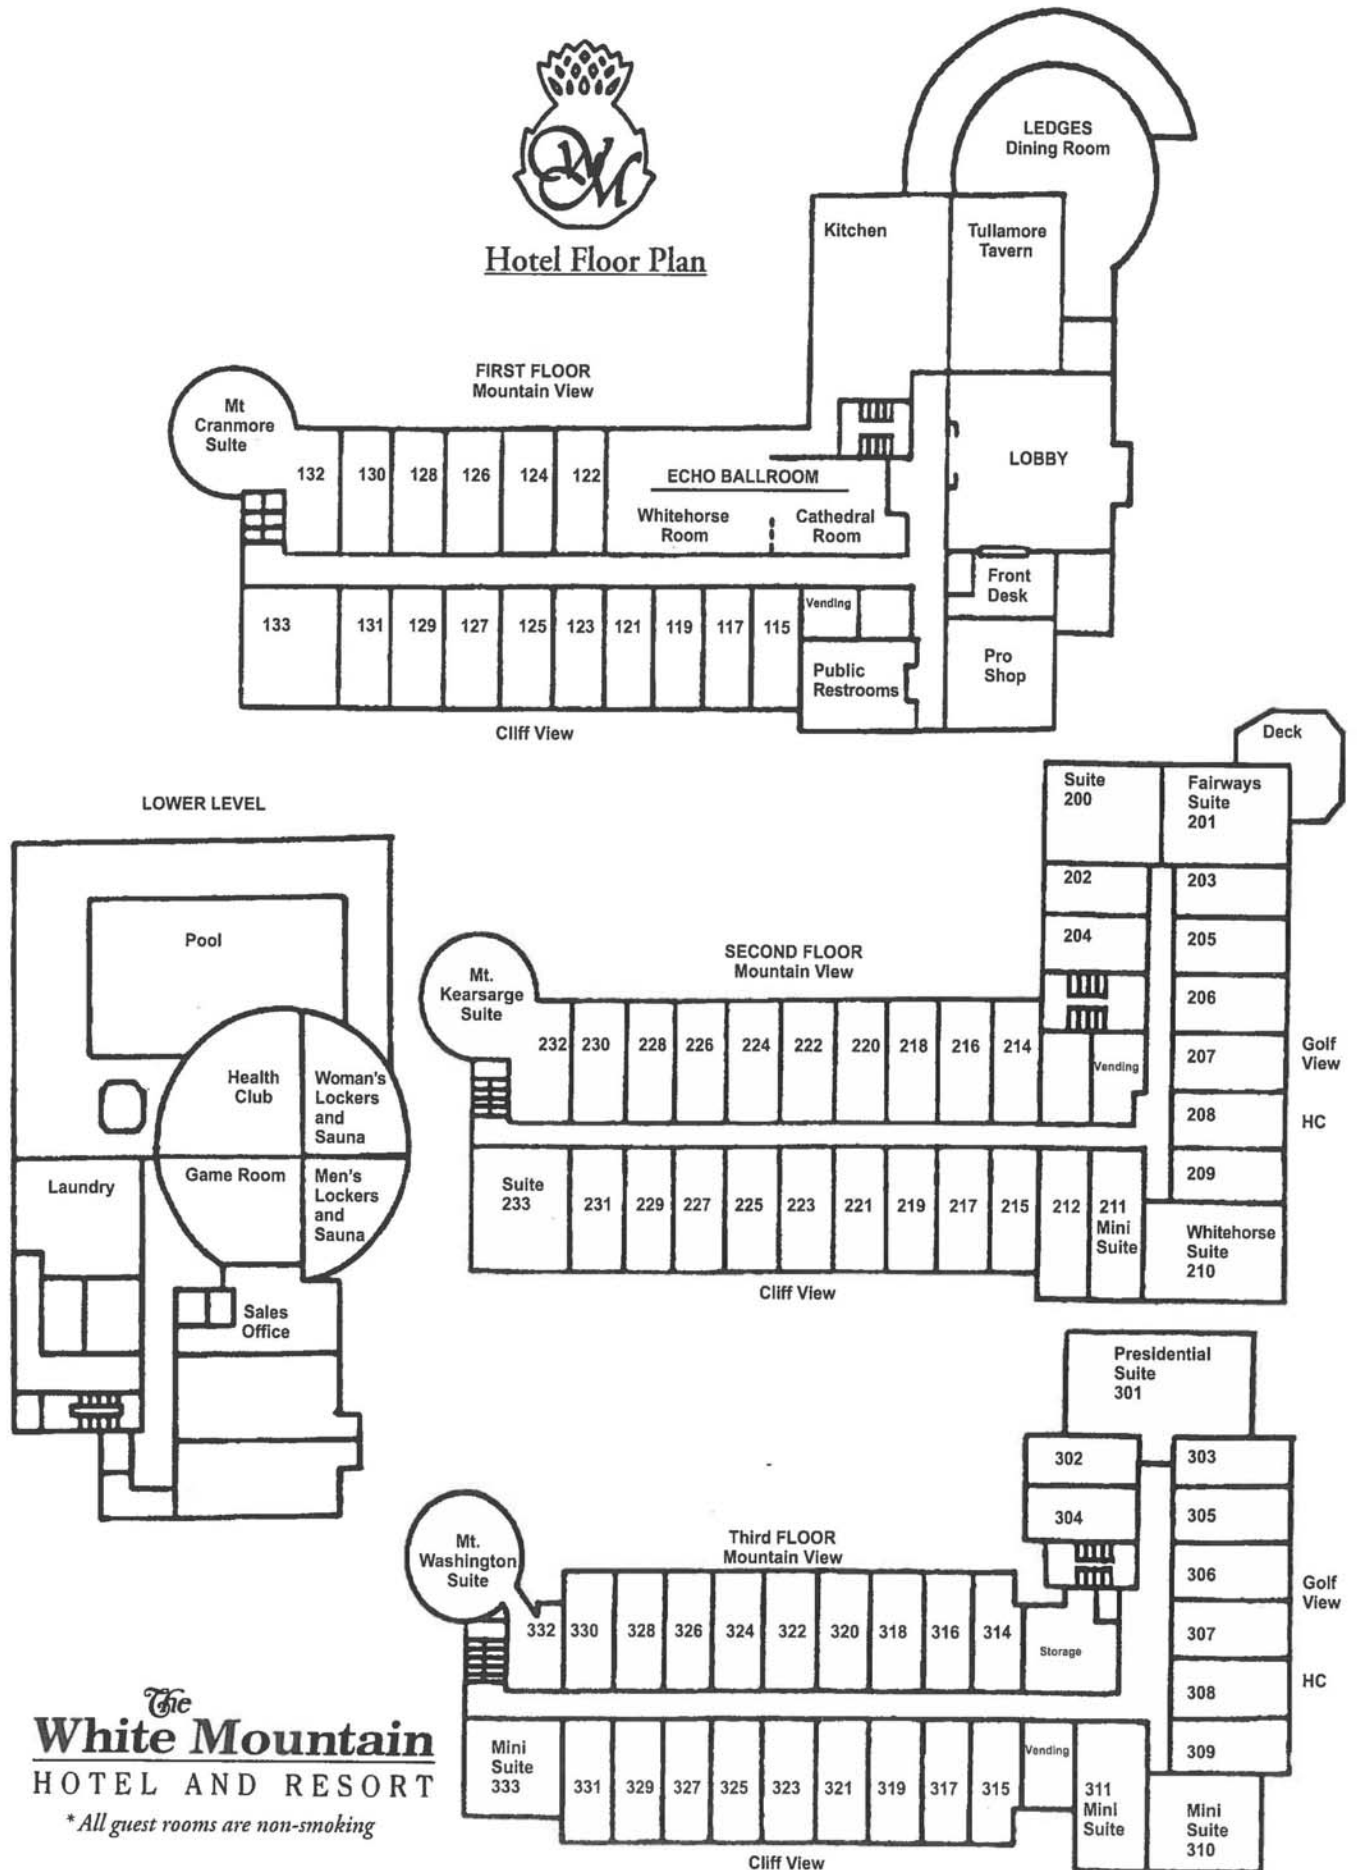 WM
Hotel Floor Plan
LEDGES
Dining Room
Kitchen
Tullamore
Tavern
FIRST FLOOR
Mountain View
Mt
Cranmore
Suite
132 130 128 126 124 122
ECHO BALLROOM
Whitehorse
Room
Cathedral
Room
LOBBY
Front
Desk
133 131 129 127 125 123 121 119 117 115
Vending
Public
Restrooms
Pro
Shop
Cliff View
LOWER LEVEL
Pool
Health
Club
Woman's
Lockers
and
Sauna
Game Room
Men's
Lockers
and
Sauna
Laundry
Sales
Office
Deck
Suite
200
Fairways
Suite
201
202
203
204
205
206
207
208
209
Golf
View
HC
SECOND FLOOR
Mountain View
Mt.
Kearsarge
Suite
232 230 228 226 224 222 220 218 216 214
Vending
Suite
233
231 229 227 225 223 221 219 217 215 212
211
Mini
Suite
Whitehorse
Suite
210
Cliff View
Presidential
Suite
301
302
303
304
305
306
307
308
309
Golf
View
HC
Third FLOOR
Mountain View
Mt.
Washington
Suite
332 330 328 326 324 322 320 318 316 314
Storage
Mini
Suite
333
331 329 327 325 323 321 319 317 315
Vending
311
Mini
Suite
Mini
Suite
310
Cliff View
The
White Mountain
HOTEL AND RESORT
* All guest rooms are non-smoking